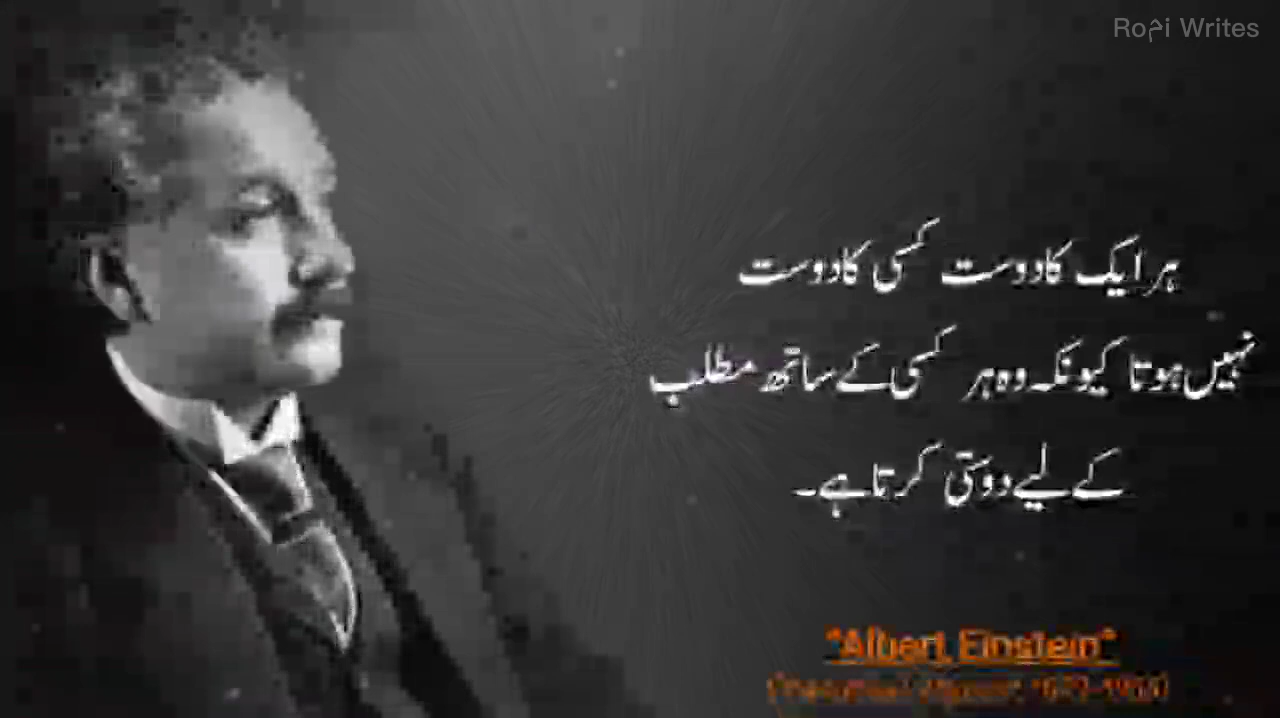 Ropi Writes
ہر ایک کا دوست کسی کا دوست
نہیں ہوتا کیونکہ وہ ہر کسی کے ساتھ مطلب
کے لیے دوستی کرتا ہے۔
"Albert Einstein"